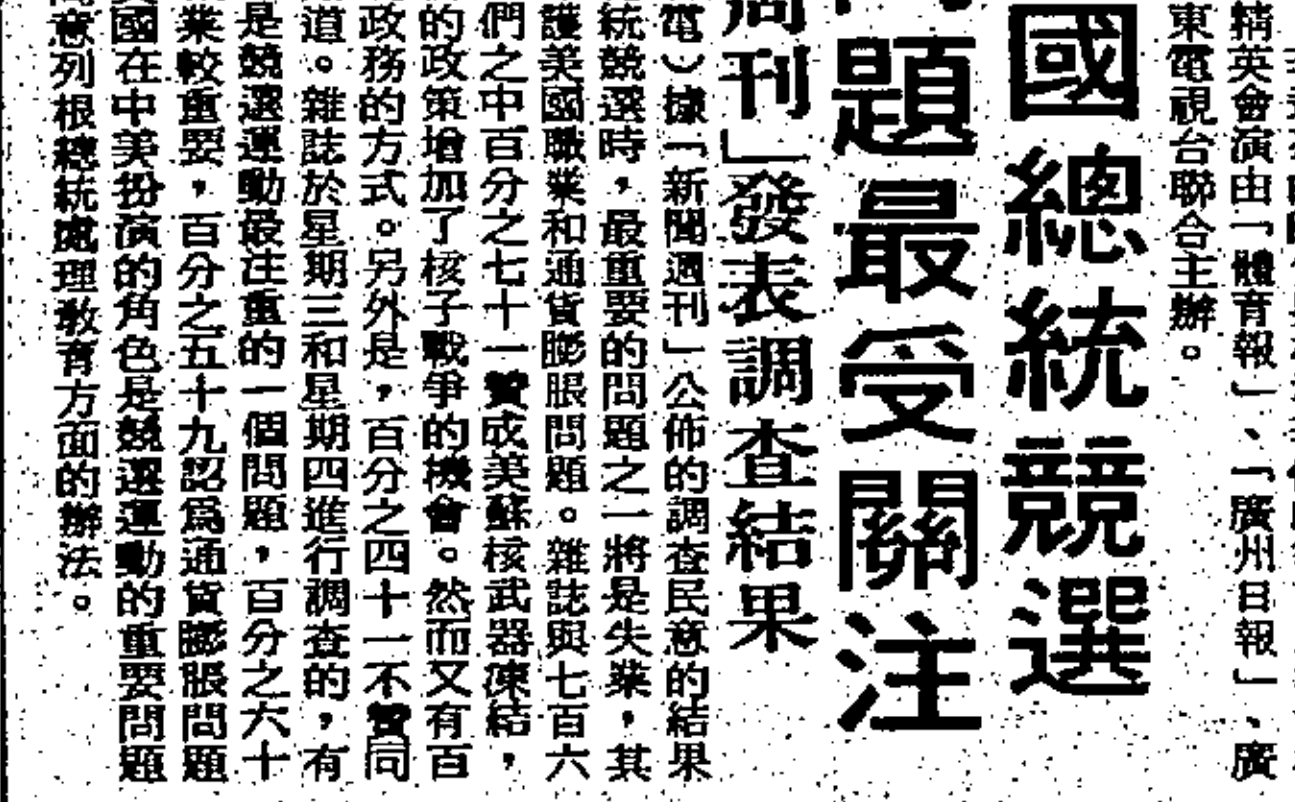 精英會演由「體育報」、「廣州日報」、廣
東電視台聯合主辦。
國總統競選
題最受關注
周刊」發表調查結果
電）據「新聞週刊」公佈的調查民意的結果
統競選時，最重要的問題之一將是失業，其
護美國職業和通貨膨脹問題。雜誌與七百六
們之中百分之七十一贊成美蘇核武器凍結，
的政策增加了核子戰爭的機會。然而又有百
政務的方式。另外是，百分之四十一不贊同
道。雜誌於星期三和星期四進行調查的，有
是競選運動最注重的一個問題，百分之六十
業較重要，百分之五十九認爲通貨膨脹問題
國在中美扮演的角色是競選運動的重要問題
意列根總統處理教育方面的辦法。